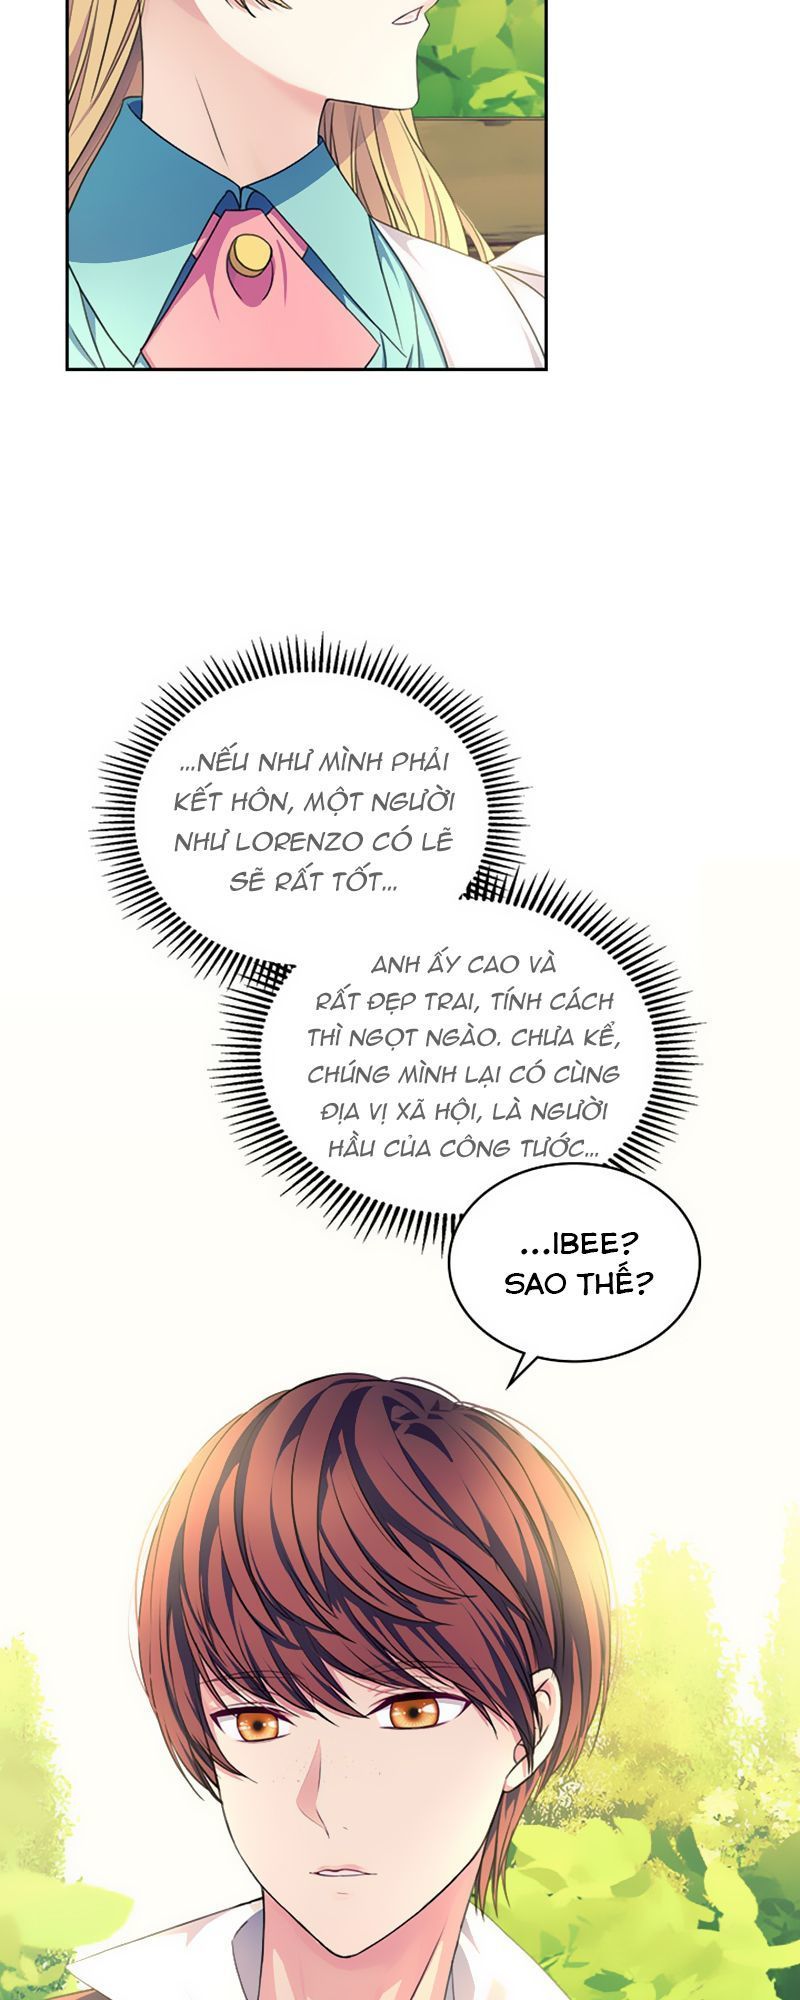 ...NẾU NHƯ MÌNH PHẢI
KẾT HÔN, MỘT NGƯỜI
NHƯ LORENZO CÓ LẼ
SẼ RẤT TỐT...
ANH ẤY CAO VÀ
RẤT ĐẸP TRAI, TÍNH CÁCH
THÌ NGỌT NGÀO. CHƯA KỂ,
CHÚNG MÌNH LẠI CÓ CÙNG
ĐỊA VỊ XÃ HỘI, LÀ NGƯỜI
HẦU CỦA CÔNG TƯỚC...
...IBEE?
SAO THẾ?